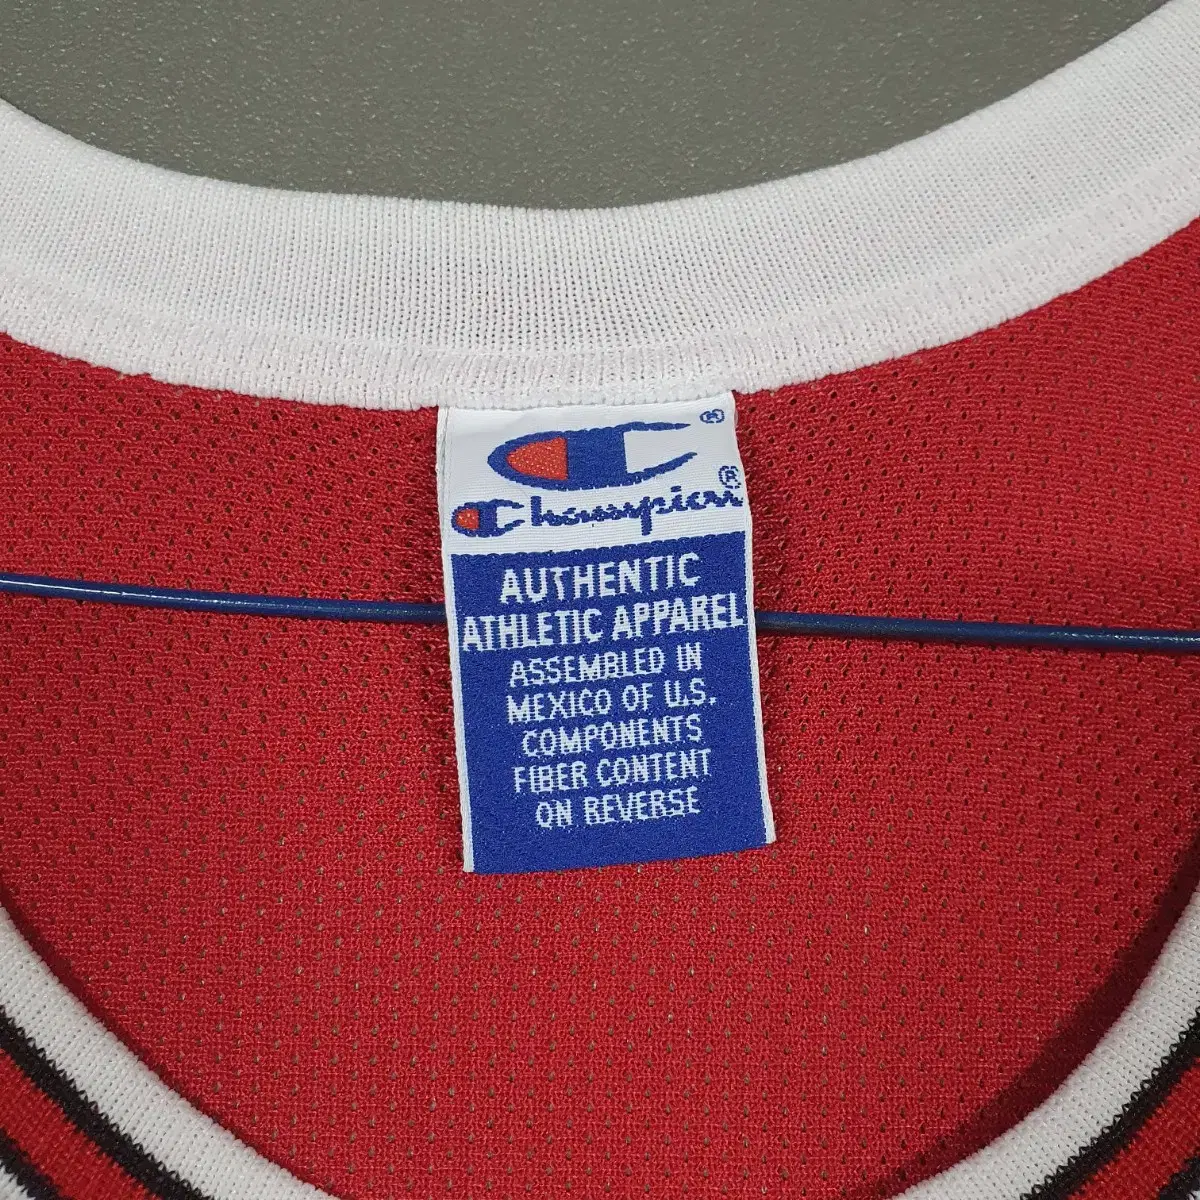 ®
Champion®
AUTHENTIC
ATHLETIC APPAREL
ASSEMBLED IN
MEXICO OF U.S.
COMPONENTS
FIBER CONTENT
ON REVERSE